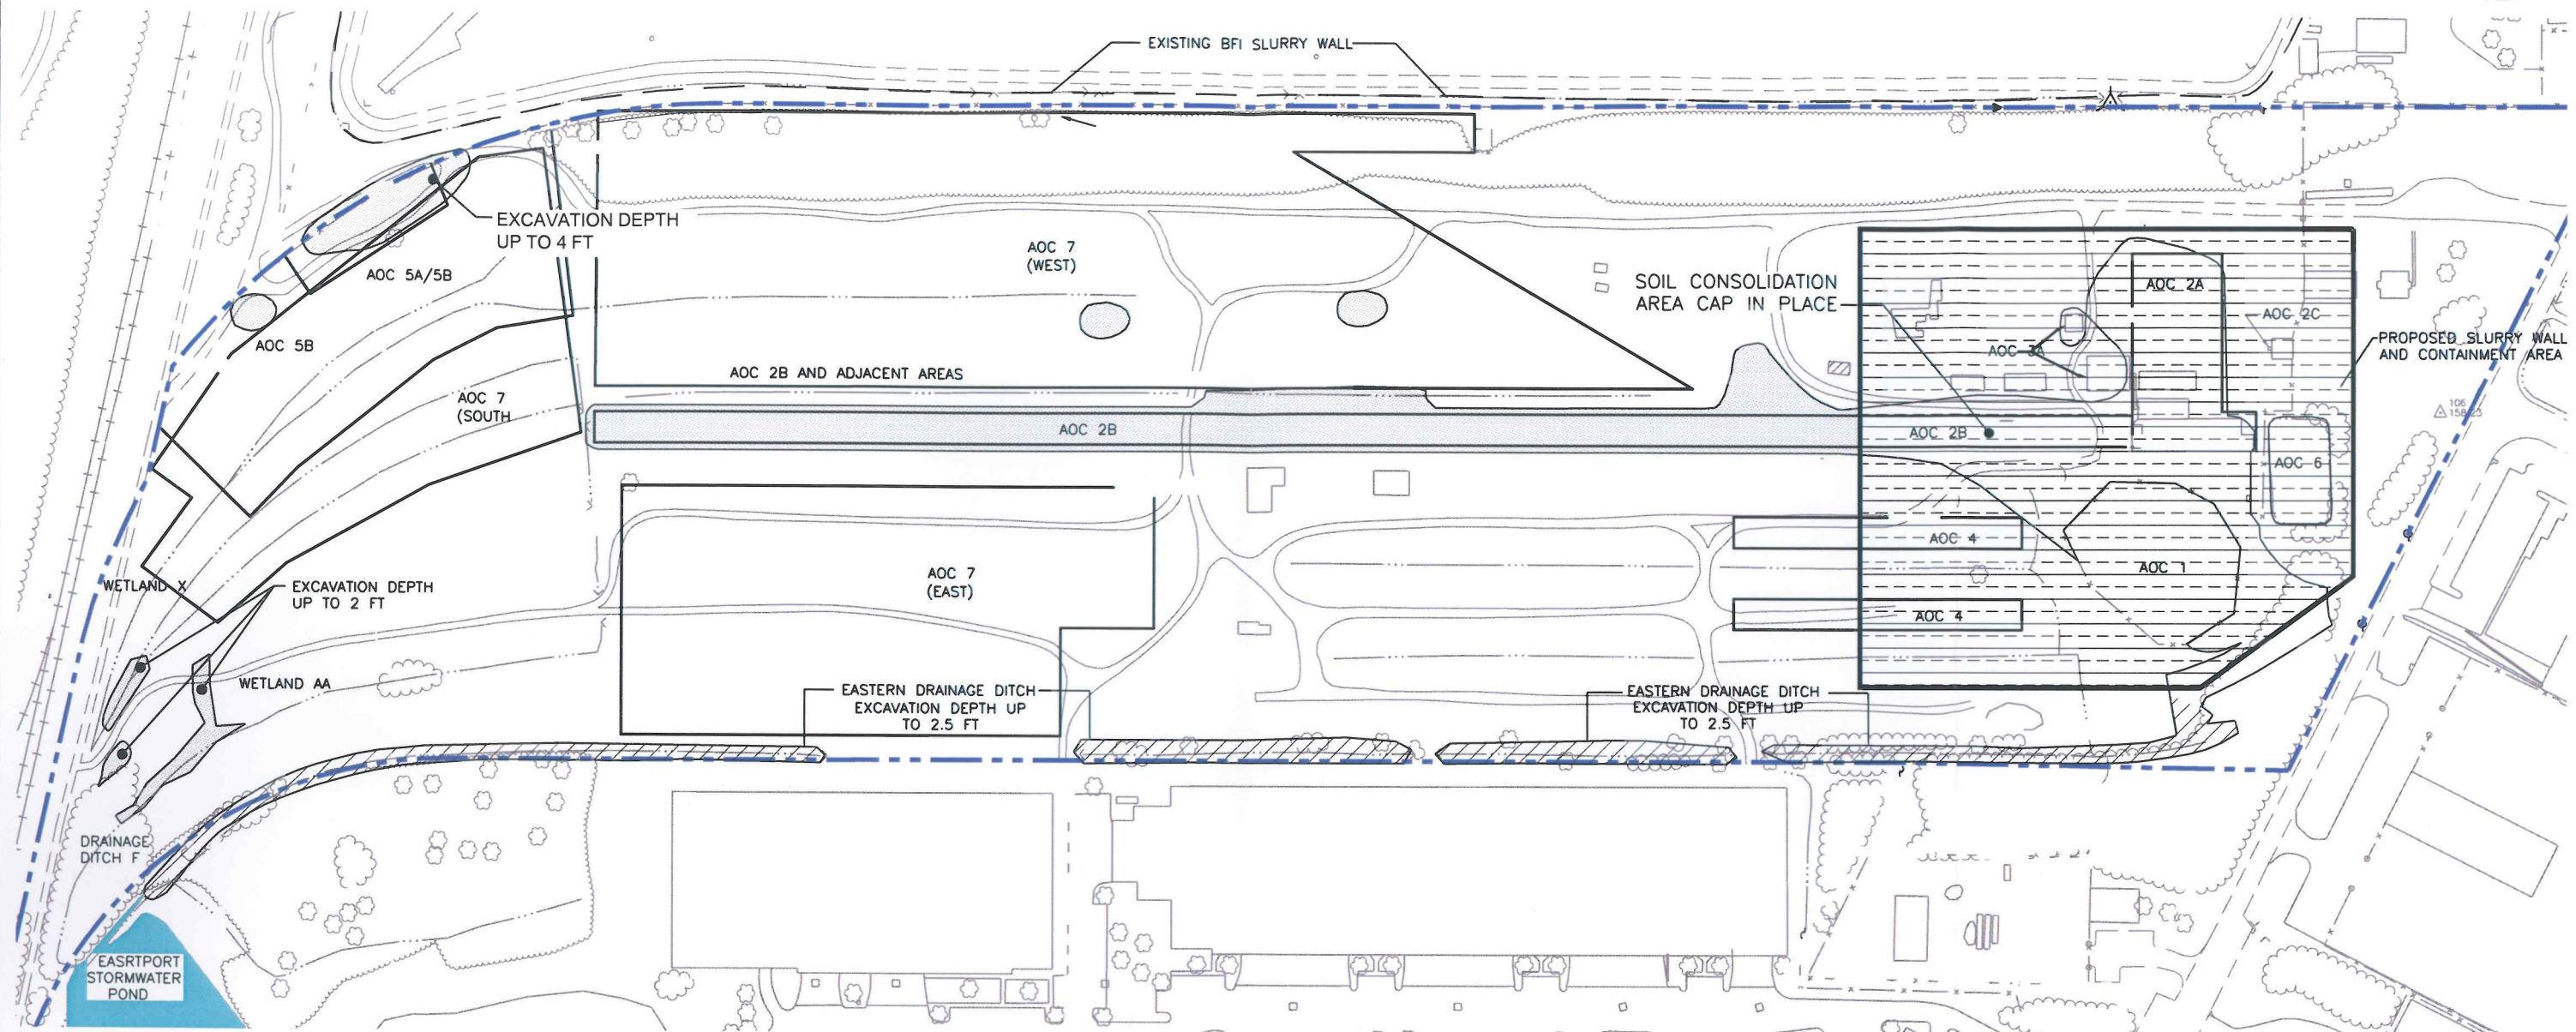 EXISTING BFI SLURRY WALL
EXCAVATION DEPTH
UP TO 4 FT
AOC 5A/5B
AOC 5B
AOC 7
(SOUTH
AOC 7
(WEST)
AOC 2B AND ADJACENT AREAS
AOC 2B
SOIL CONSOLIDATION
AREA CAP IN PLACE
AOC 2A
AOC 2C
AOC 3A
PROPOSED SLURRY WALL
AND CONTAINMENT AREA
AOC 2B
AOC 6
106
AOC 4
AOC 1
AOC 4
AOC 7
(EAST)
WETLAND X
EXCAVATION DEPTH
UP TO 2 FT
WETLAND AA
EASTERN DRAINAGE DITCH
EXCAVATION DEPTH UP
TO 2.5 FT
EASTERN DRAINAGE DITCH
EXCAVATION DEPTH UP
TO 2.5 FT
DRAINAGE
DITCH F
EASRTPORT
STORMWATER
POND